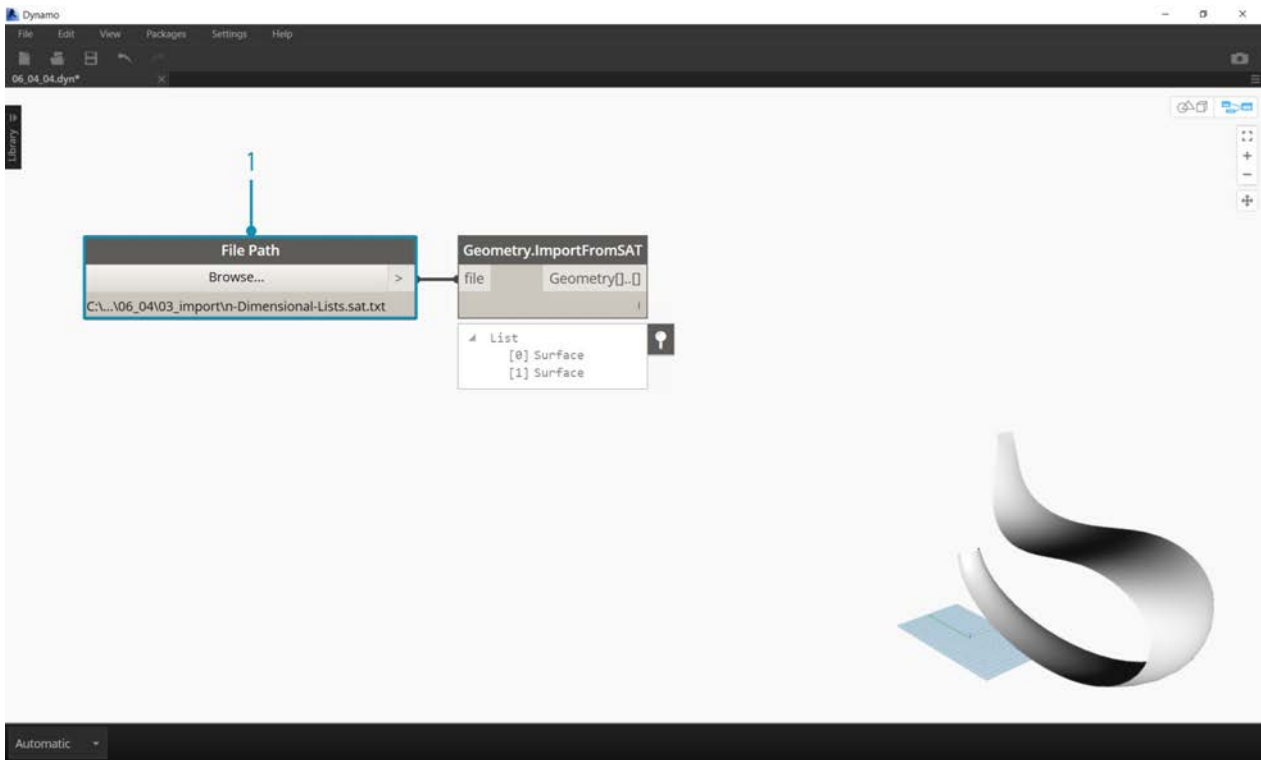 Dynamo
File Edit View Packages Settings Help
06_04_04.dyn*
Library
1
File Path
Browse... >
C:\...\06_04\03_import\n-Dimensional-Lists.sat.txt
Geometry.ImportFromSAT
file Geometry[]..[]
List
[0] Surface
[1] Surface
Automatic